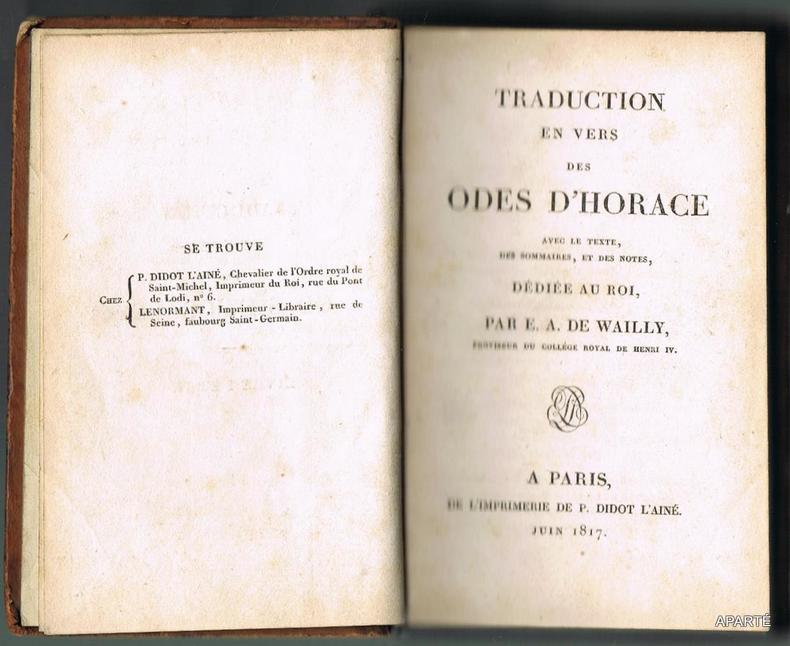 SE TROUVE
P. DIDOT L'AINÉ, Chevalier de l'Ordre royal de
Saint-Michel, Imprimeur du Roi, rue du Pont
de Lodi, n° 6.
CHEZ
LENORMANT, Imprimeur-Libraire, rue de
Seine, faubourg Saint-Germain.
TRADUCTION
EN VERS
DES
ODES D'HORACE
AVEC LE TEXTE,
DES SOMMAIRES, ET DES NOTES,
DÉDIÉE AU ROI,
PAR E. A. DE WAILLY,
PROVISEUR DU COLLÉGE ROYAL DE HENRI IV.
A PARIS,
DE L'IMPRIMERIE DE P. DIDOT L'AINÉ.
JUIN 1817.
APARTÉ